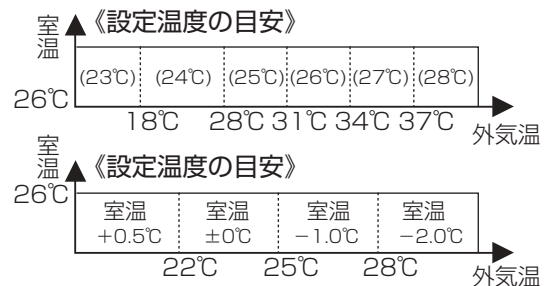 室温
《設定温度の目安》
(23℃) (24℃) (25℃) (26℃) (27℃) (28℃)
26℃
18℃ 28℃ 31℃ 34℃ 37℃
外気温
室温
《設定温度の目安》
26℃
室温 室温 室温 室温
+0.5℃ ±0℃ −1.0℃ −2.0℃
22℃ 25℃ 28℃
外気温